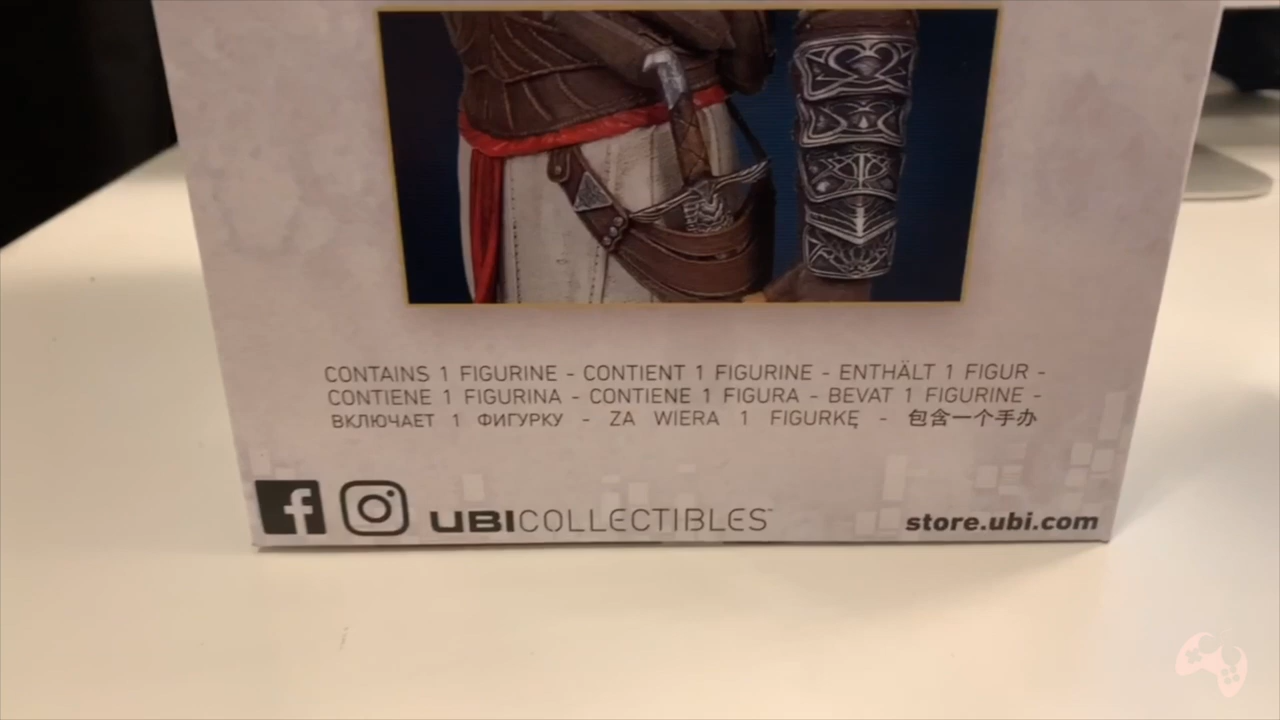 CONTAINS 1 FIGURINE - CONTIENT 1 FIGURINE - ENTHÄLT 1 FIGUR -
CONTIENE 1 FIGURINA - CONTIENE 1 FIGURA - BEVAT 1 FIGURINE -
ВКЛЮЧАЕТ 1 ФИГУРКУ - ZA WIERA 1 FIGURKĘ - 包含一个手办
UBICOLLECTIBLES™ store.ubi.com